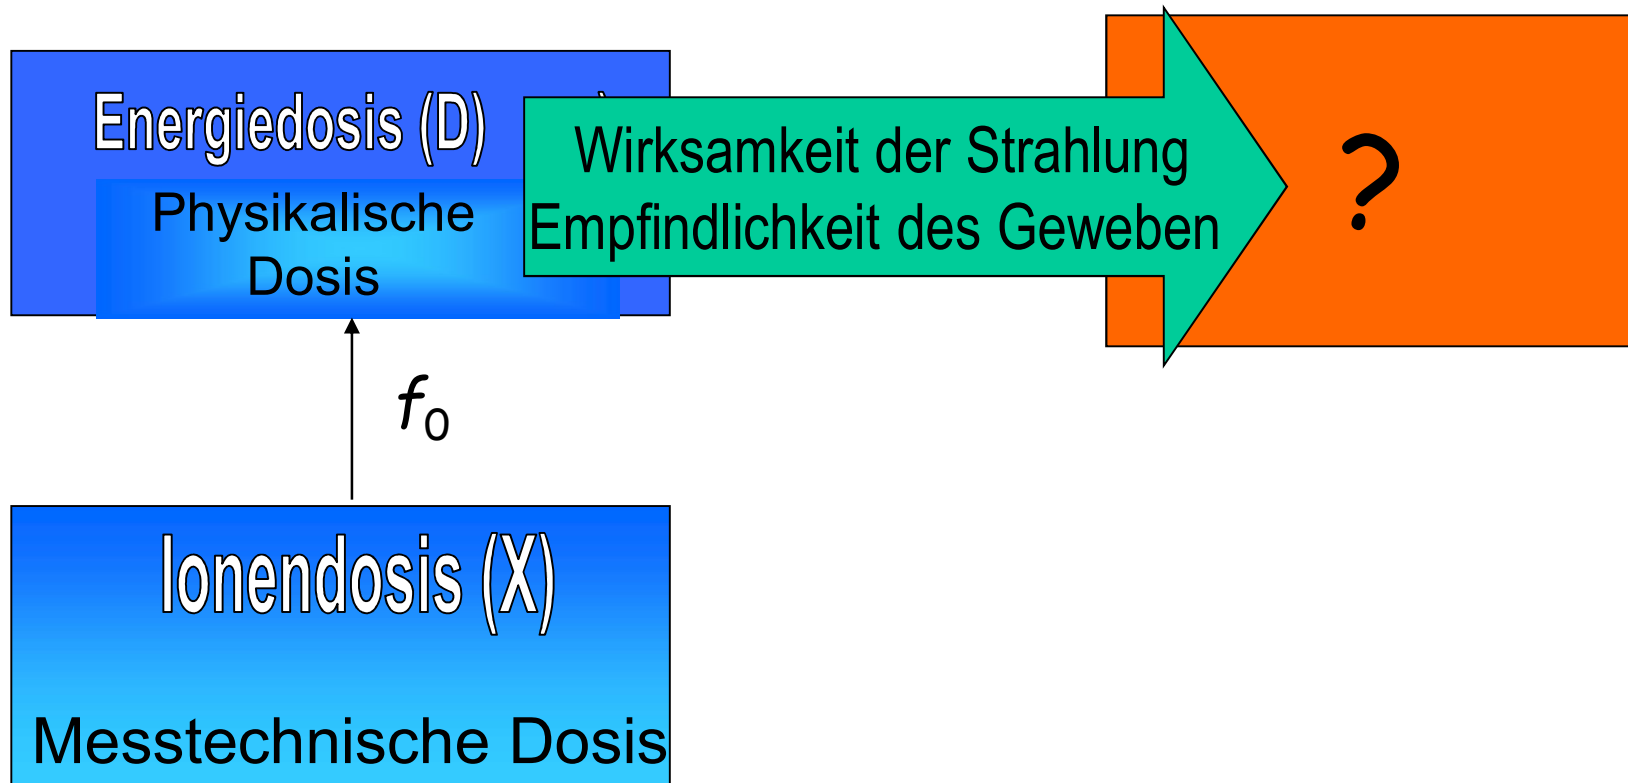 Energiedosis (D)
Physikalische
Dosis
Wirksamkeit der Strahlung
Empfindlichkeit des Geweben
?
f0
Ionendosis (X)
Messtechnische Dosis